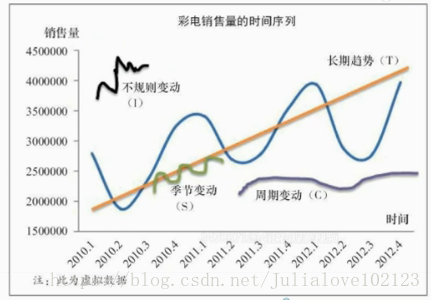 彩电销售量的时间序列
销售量
4500000
4000000
3500000
3000000
2500000
2000000
1500000
1000000
不规则变动
（I）
长期趋势（T）
季节变动
（S）
周期变动（C）
时间
2010.1
2010.2
2010.3
2010.4
2011.1
2011.2
2011.3
2011.4
2012.1
2012.2
2012.3
2012.4
注：此为虚拟数据
http://blog.csdn.net/Julialove102123